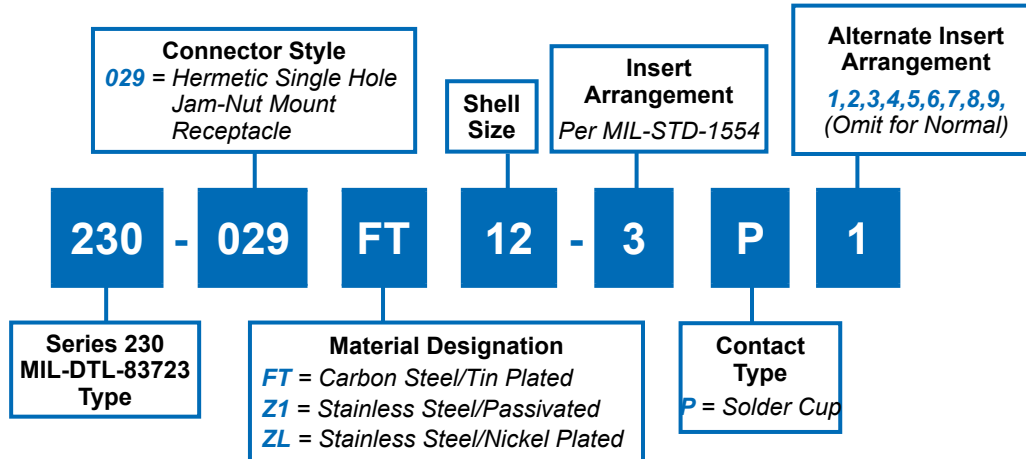 Connector Style
029 = Hermetic Single Hole
Jam-Nut Mount
Receptacle
Shell
Size
Insert
Arrangement
Per MIL-STD-1554
Alternate Insert
Arrangement
1,2,3,4,5,6,7,8,9,
(Omit for Normal)
230 - 029 FT 12 - 3 P 1
Series 230
MIL-DTL-83723
Type
Material Designation
FT = Carbon Steel/Tin Plated
Z1 = Stainless Steel/Passivated
ZL = Stainless Steel/Nickel Plated
Contact
Type
P = Solder Cup